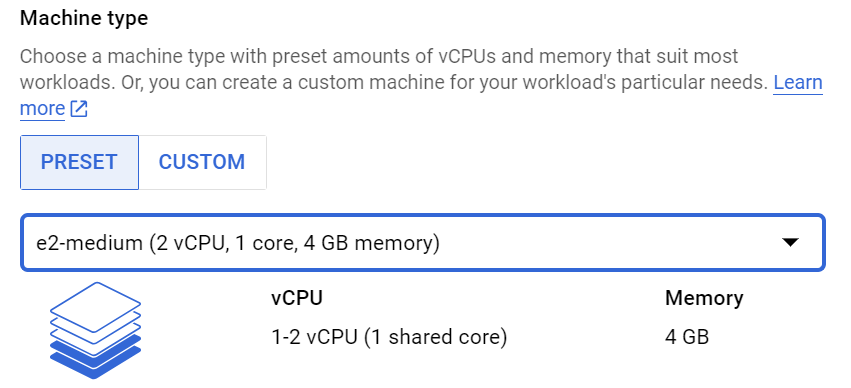 Machine type
Choose a machine type with preset amounts of vCPUs and memory that suit most
workloads. Or, you can create a custom machine for your workload's particular needs. Learn
more
PRESET CUSTOM
e2-medium (2 vCPU, 1 core, 4 GB memory)
vCPU Memory
1-2 vCPU (1 shared core) 4 GB